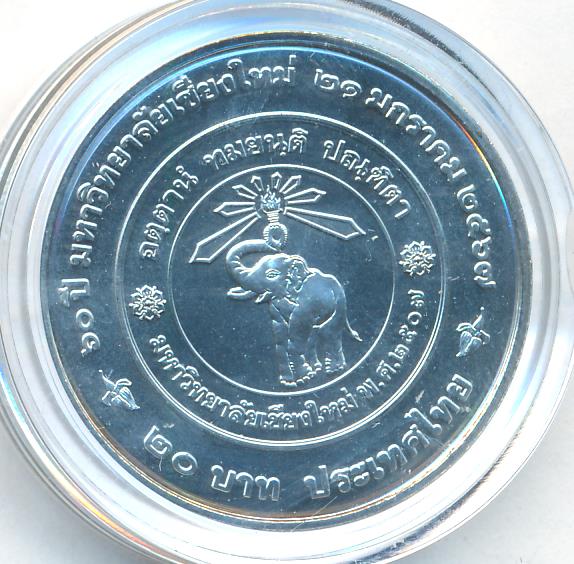 ๖๐ ปี มหาวิทยาลัยเชียงใหม่ ๒๑ มกราคม ๒๕๖๗
อตฺตานํ ทมยนฺติ ปณฺฑิตา
มหาวิทยาลัยเชียงใหม่ พ.ศ.๒๕๐๗
๒๐ บาท ประเทศไทย